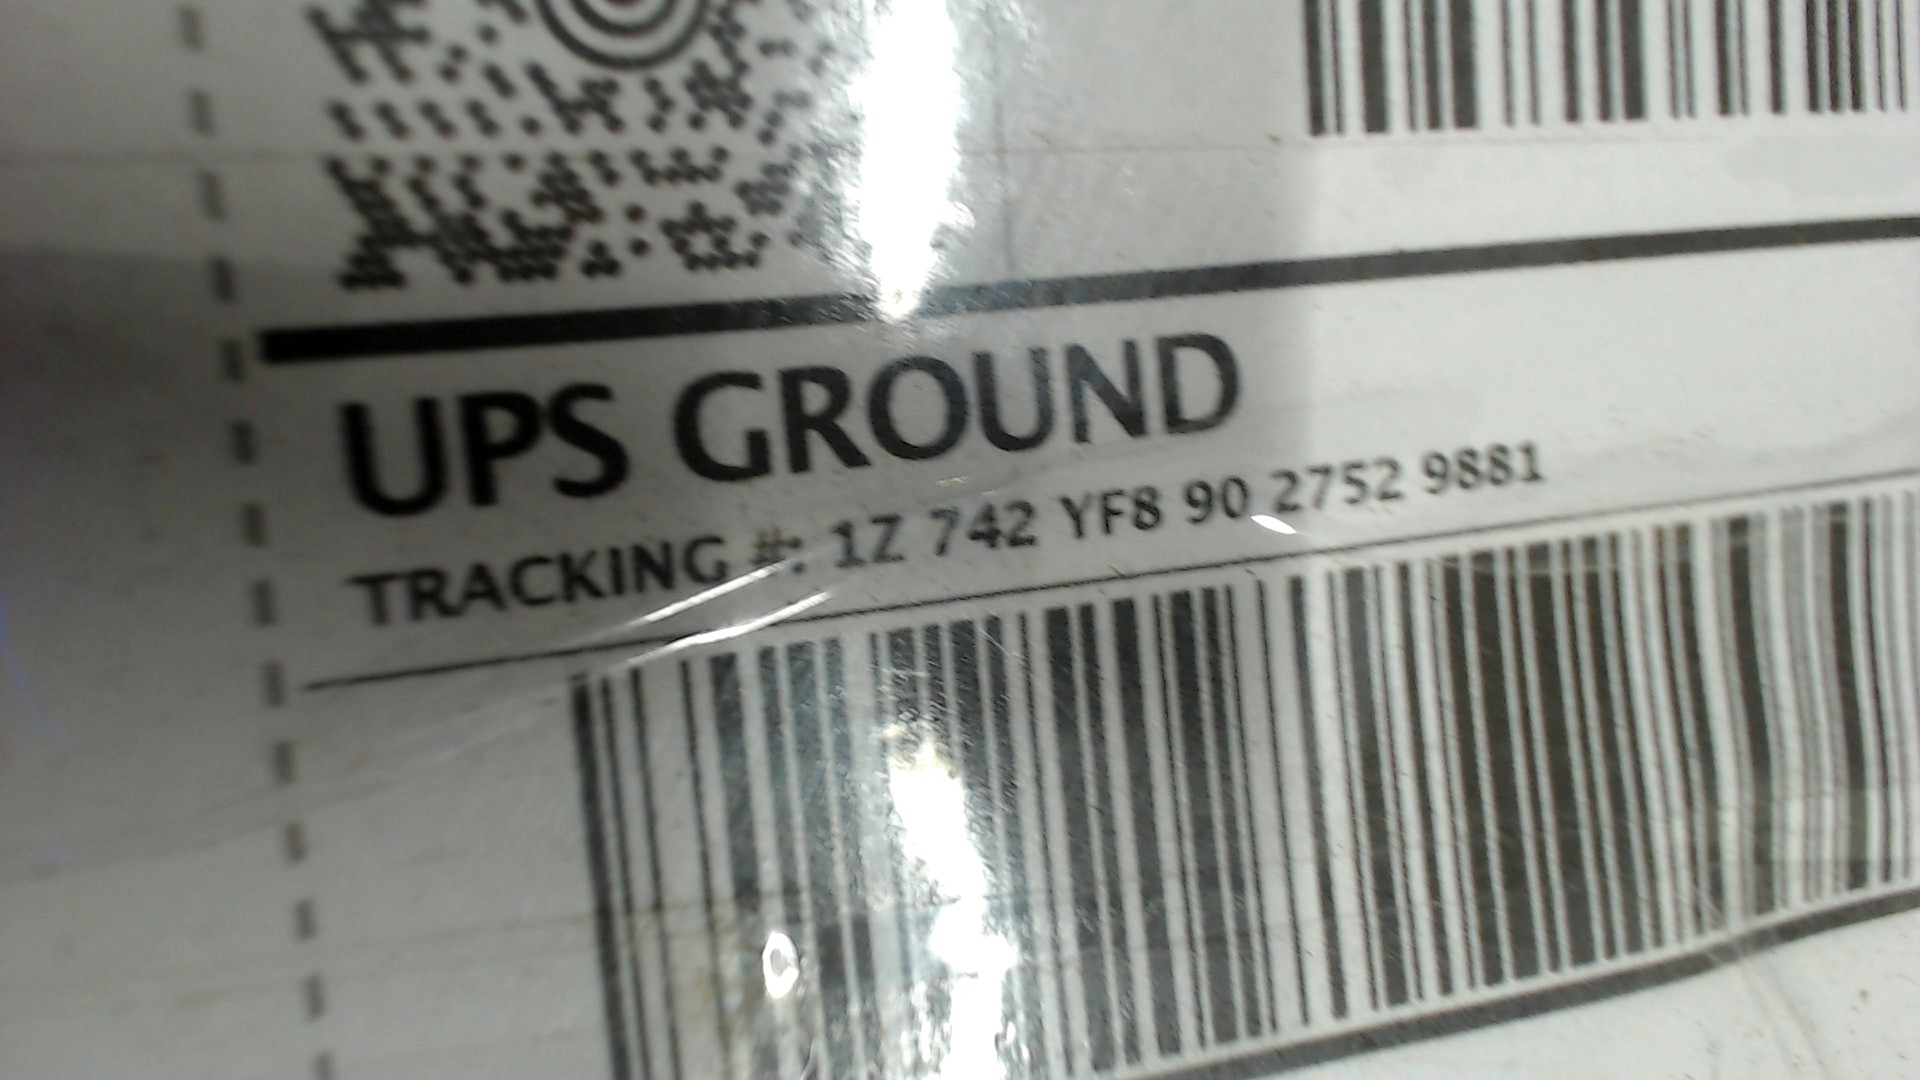 UPS GROUND
TRACKING #: 1Z 742 YF8 90 2752 9881